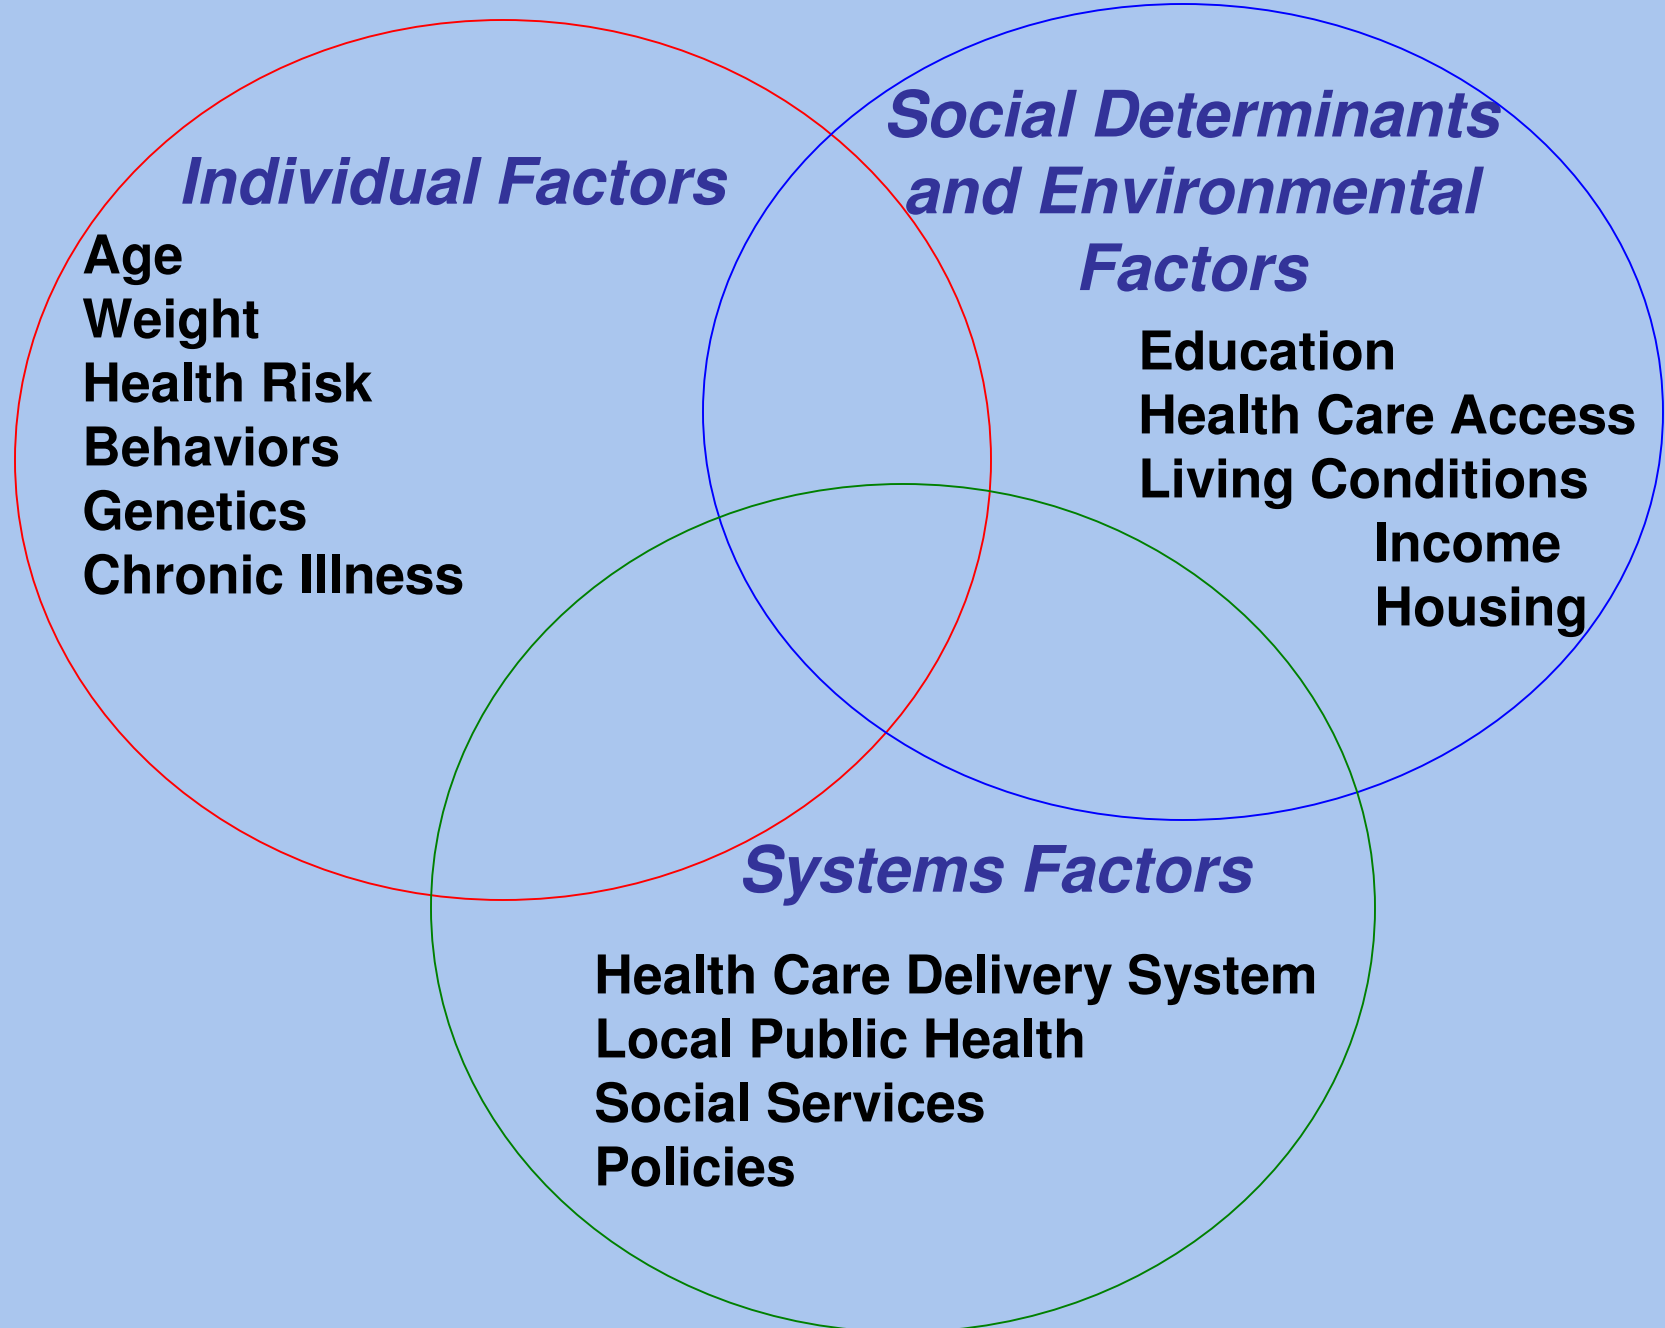 Individual Factors
Age
Weight
Health Risk
Behaviors
Genetics
Chronic Illness
Social Determinants
and Environmental
Factors
Education
Health Care Access
Living Conditions
Income
Housing
Systems Factors
Health Care Delivery System
Local Public Health
Social Services
Policies